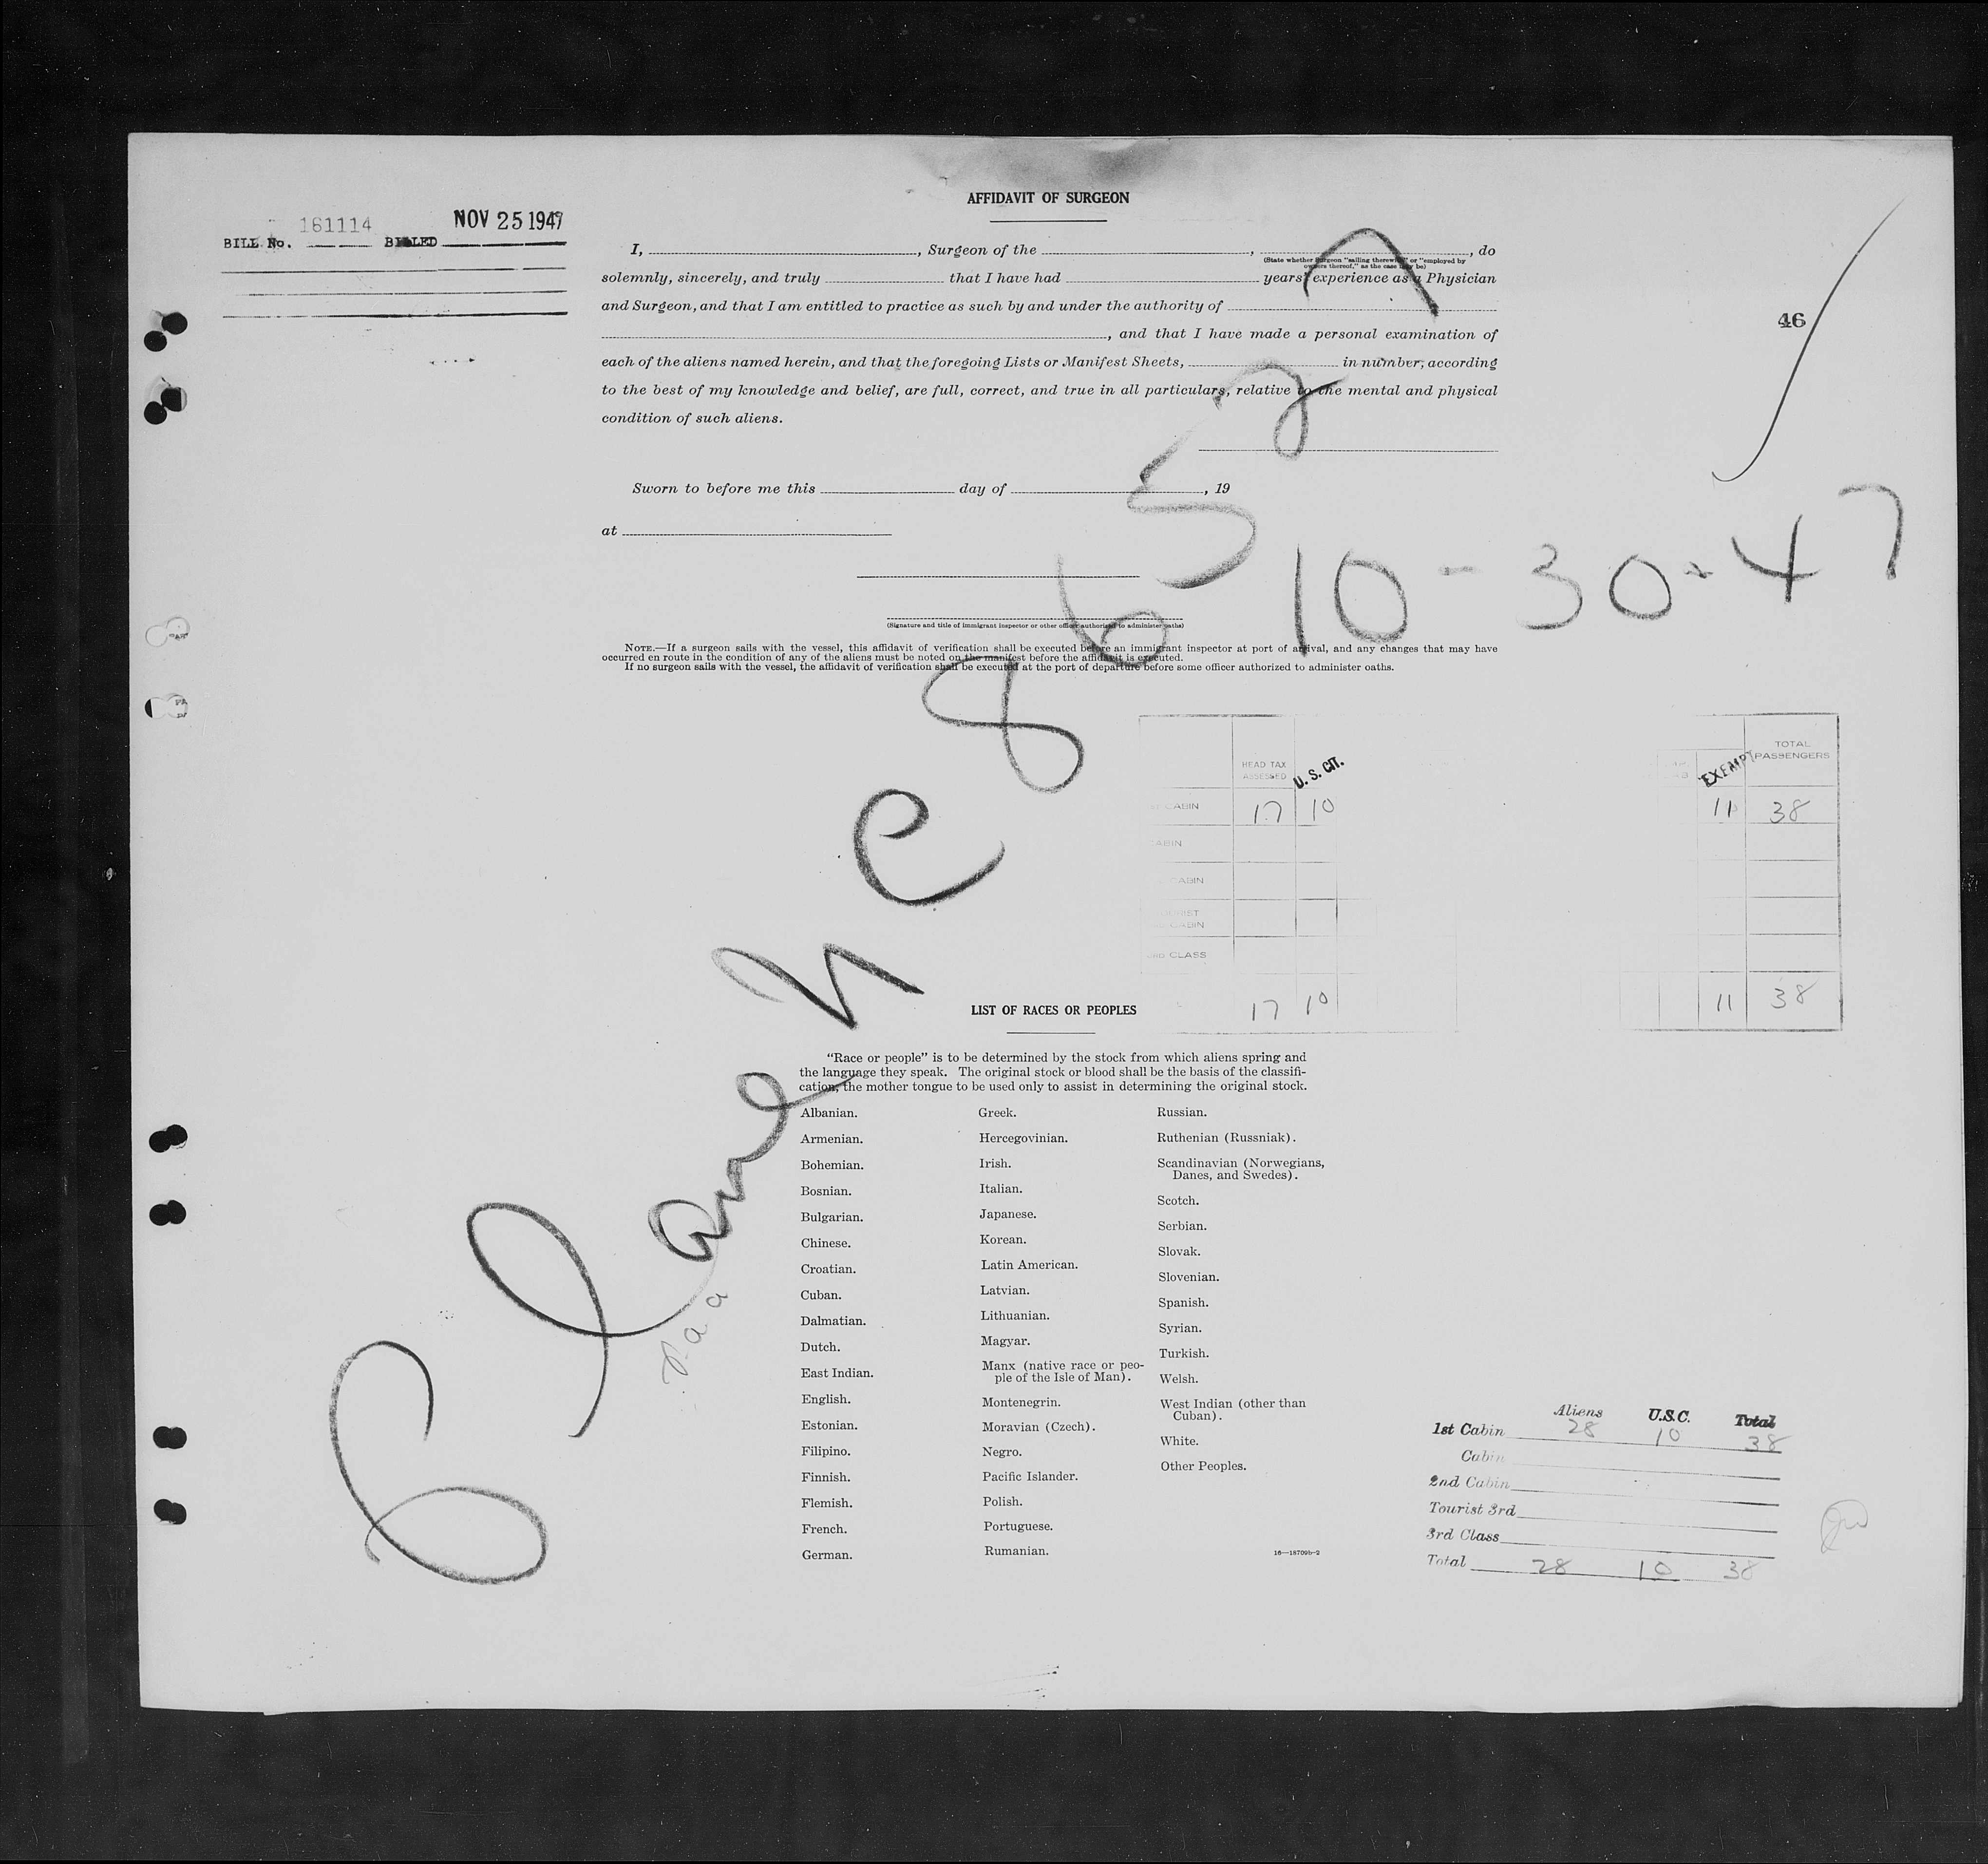 AFFIDAVIT OF SURGEON
161114 NOV 25 1947
BILL No. BILLED
I, , Surgeon of the , , do
(State whether Surgeon "sailing therewith" or "employed by
owners thereof," as the case may be)
solemnly, sincerely, and truly that I have had years' experience as a Physician
and Surgeon, and that I am entitled to practice as such by and under the authority of
, and that I have made a personal examination of
46
each of the aliens named herein, and that the foregoing Lists or Manifest Sheets, in number, according
to the best of my knowledge and belief, are full, correct, and true in all particulars, relative to the mental and physical
condition of such aliens.
Sworn to before me this day of , 19
at
10-30-47
(Signature and title of immigrant inspector or other officer authorized to administer oaths)
NOTE.—If a surgeon sails with the vessel, this affidavit of verification shall be executed before an immigrant inspector at port of arrival, and any changes that may have
occurred en route in the condition of any of the aliens must be noted on the manifest before the affidavit is executed.
If no surgeon sails with the vessel, the affidavit of verification shall be executed at the port of departure before some officer authorized to administer oaths.
Plane 8652
HEAD TAX ASSESSED U. S. CIT. EXEMPT TOTAL PASSENGERS
CABIN 17 10 11 38
CABIN
CABIN
CABIN
3RD CLASS
17 10 11 38
LIST OF RACES OR PEOPLES
"Race or people" is to be determined by the stock from which aliens spring and
the language they speak. The original stock or blood shall be the basis of the classifi-
cation, the mother tongue to be used only to assist in determining the original stock.
Albanian.
Armenian.
Bohemian.
Bosnian.
Bulgarian.
Chinese.
Croatian.
Cuban.
Dalmatian.
Dutch.
East Indian.
English.
Estonian.
Filipino.
Finnish.
Flemish.
French.
German.
Greek.
Hercegovinian.
Irish.
Italian.
Japanese.
Korean.
Latin American.
Latvian.
Lithuanian.
Magyar.
Manx (native race or peo-
ple of the Isle of Man).
Montenegrin.
Moravian (Czech).
Negro.
Pacific Islander.
Polish.
Portuguese.
Rumanian.
Russian.
Ruthenian (Russniak).
Scandinavian (Norwegians,
Danes, and Swedes).
Scotch.
Serbian.
Slovak.
Slovenian.
Spanish.
Syrian.
Turkish.
Welsh.
West Indian (other than
Cuban).
White.
Other Peoples.
16—18709b-2
Paa
Aliens U.S.C. Total
1st Cabin 28 10 38
Cabin
2nd Cabin
Tourist 3rd
3rd Class
Total 28 10 38